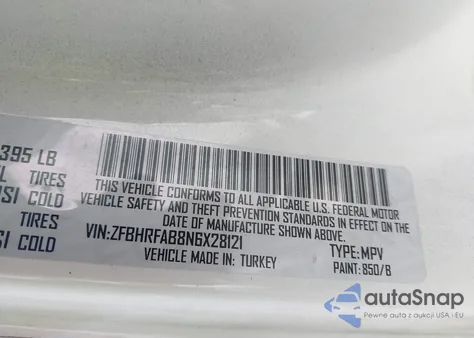 395 LB
TIRES
SI COLD
TIRES
SI COLD
THIS VEHICLE CONFORMS TO ALL APPLICABLE U.S. FEDERAL MOTOR
VEHICLE SAFETY AND THEFT PREVENTION STANDARDS IN EFFECT ON
THE DATE OF MANUFACTURE SHOWN ABOVE.
VIN:ZFBHRFAB8N6X28121
TYPE:MPV
VEHICLE MADE IN: TURKEY
PAINT: 850/B
autoSnap
Pewne auta z aukcji USA i EU